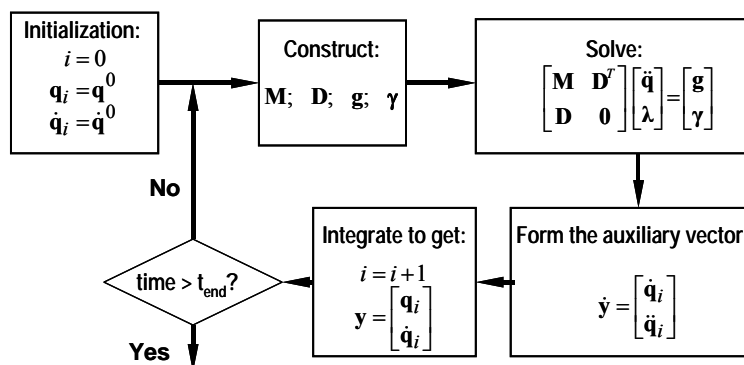 Initialization:
i = 0
q_i = q^0
q̇_i = q̇^0
Construct:
M; D; g; γ
Solve:
[M D^T; D 0] [q̈; λ] = [g; γ]
Form the auxiliary vector
ẏ = [q̇_i; q̈_i]
Integrate to get:
i = i+1
y = [q_i; q̇_i]
time > t_end?
No
Yes